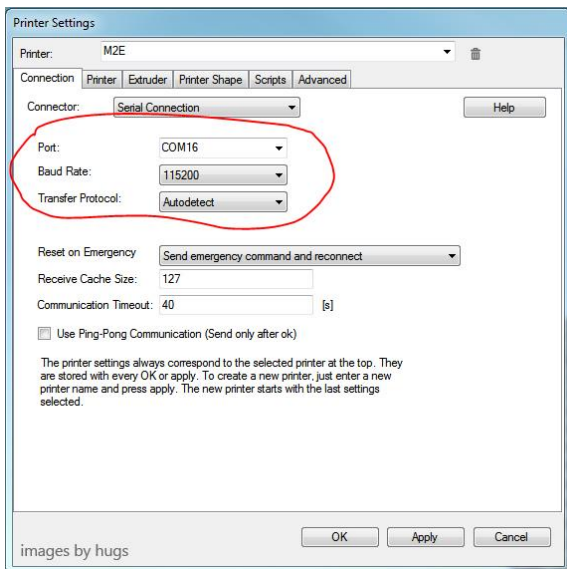 Printer Settings
Printer: M2E
Connection Printer Extruder Printer Shape Scripts Advanced
Connector: Serial Connection Help
Port: COM16
Baud Rate: 115200
Transfer Protocol: Autodetect
Reset on Emergency Send emergency command and reconnect
Receive Cache Size: 127
Communication Timeout: 40 [s]
Use Ping-Pong Communication (Send only after ok)
The printer settings always correspond to the selected printer at the top. They
are stored with every OK or apply. To create a new printer, just enter a new
printer name and press apply. The new printer starts with the last settings
selected.
OK Apply Cancel
images by hugs